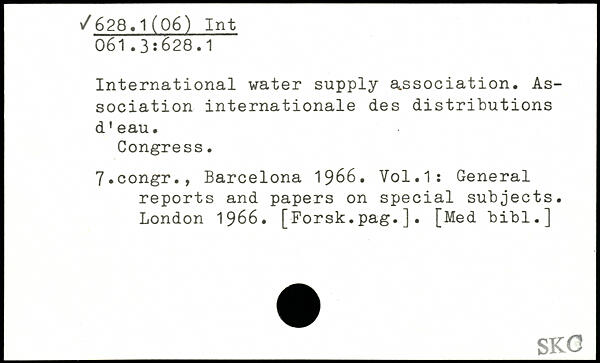 ✓628.1(06) Int
061.3:628.1
International water supply association. As-
sociation internationale des distributions
d'eau.
Congress.
7.congr., Barcelona 1966. Vol.1: General
reports and papers on special subjects.
London 1966. [Forsk.pag.]. [Med bibl.]
SKC